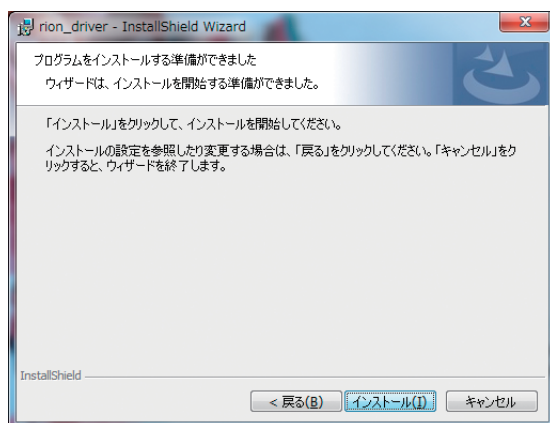 rion_driver - InstallShield Wizard
プログラムをインストールする準備ができました
ウィザードは、インストールを開始する準備ができました。
「インストール」をクリックして、インストールを開始してください。
インストールの設定を参照したり変更する場合は、「戻る」をクリックしてください。「キャンセル」をク
リックすると、ウィザードを終了します。
InstallShield
< 戻る(B) インストール(I) キャンセル